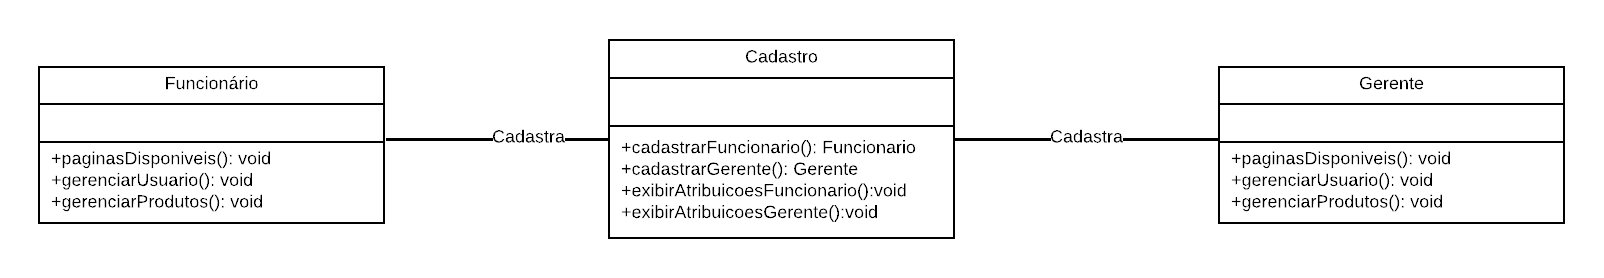 Funcionário
+paginasDisponiveis(): void
+gerenciarUsuario(): void
+gerenciarProdutos(): void
Cadastra
Cadastro
+cadastrarFuncionario(): Funcionario
+cadastrarGerente(): Gerente
+exibirAtribuicoesFuncionario():void
+exibirAtribuicoesGerente():void
Cadastra
Gerente
+paginasDisponiveis(): void
+gerenciarUsuario(): void
+gerenciarProdutos(): void